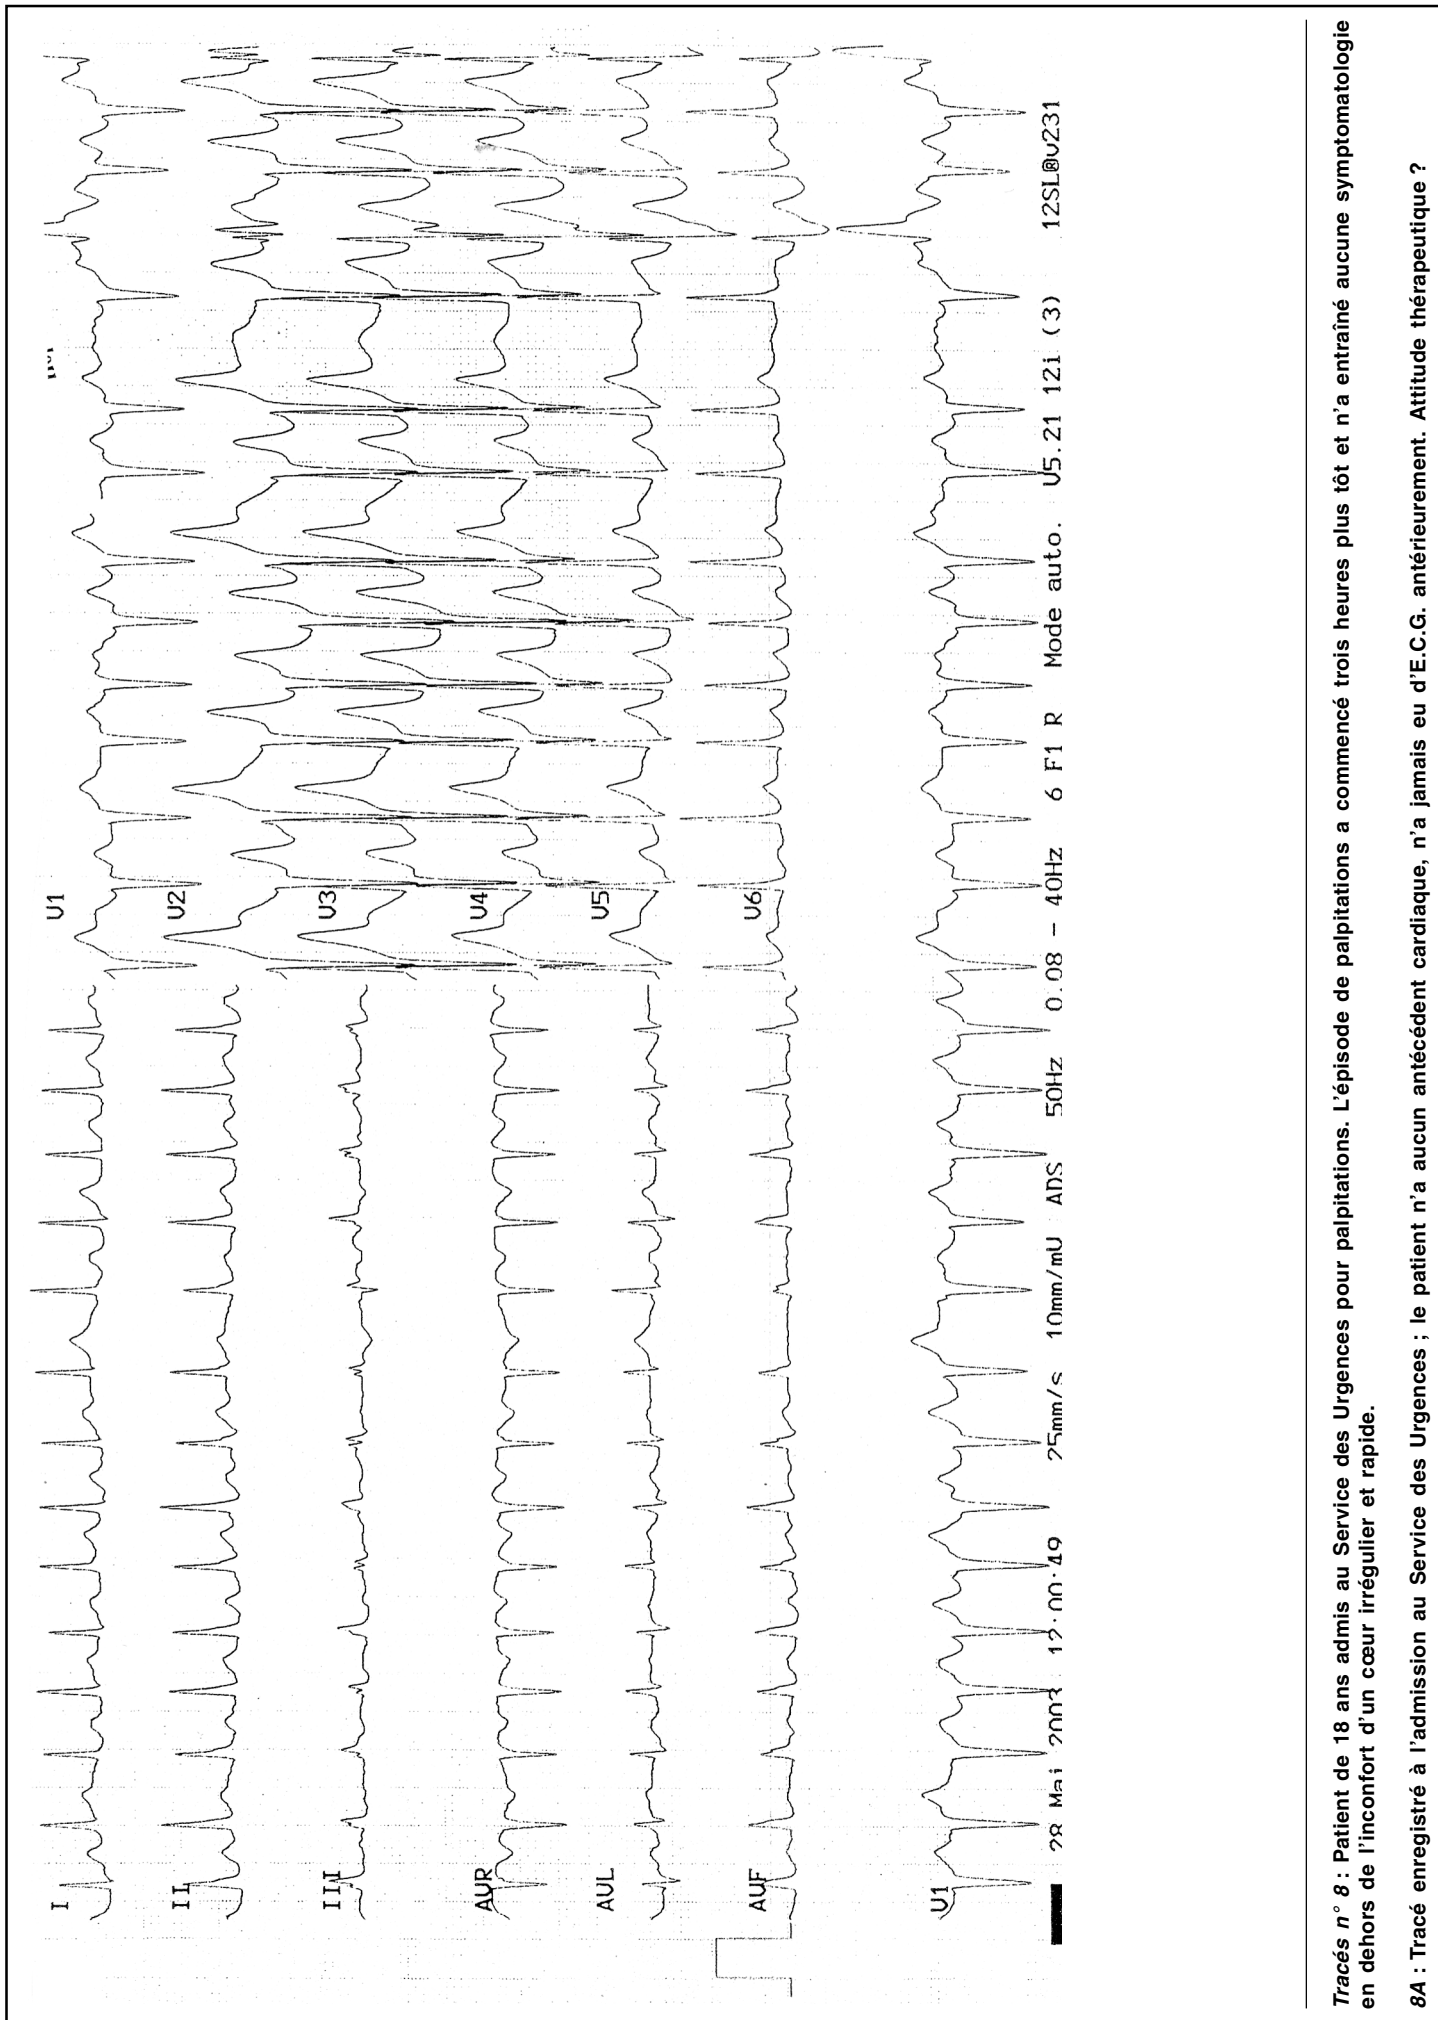 I
II
III
AVR
AVL
AVF
V1
V1
V2
V3
V4
V5
V6
28 Mai 2003 12:00:49 25mm/s 10mm/mV ADS 50Hz 0.08 - 40Hz 6 F1 R Mode auto. V5.21 12i (3) 12SL@v231
Tracés n° 8 : Patient de 18 ans admis au Service des Urgences pour palpitations. L'épisode de palpitations a commencé trois heures plus tôt et n'a entraîné aucune symptomatologie
en dehors de l'inconfort d'un cœur irrégulier et rapide.
8A : Tracé enregistré à l'admission au Service des Urgences ; le patient n'a aucun antécédent cardiaque, n'a jamais eu d'E.C.G. antérieurement. Attitude thérapeutique ?